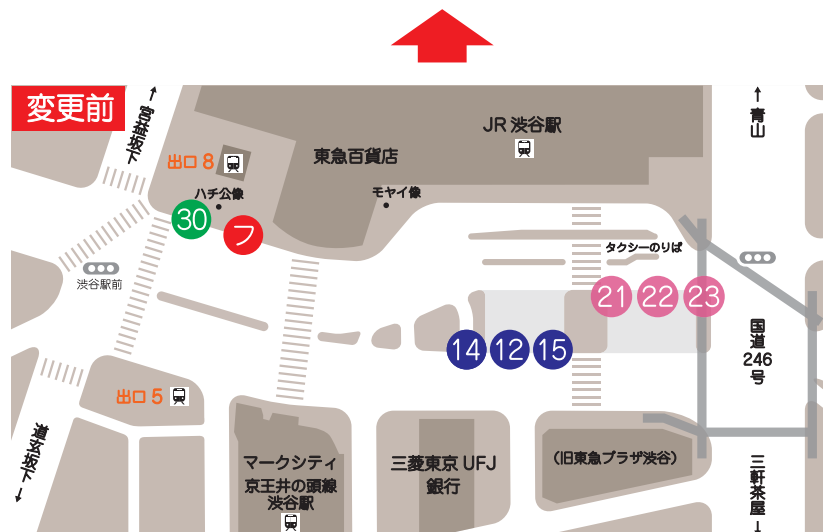 変更前
宮益坂下
青山
JR 渋谷駅
東急百貨店
出口 8
ハチ公像
モヤイ像
30
フ
タクシーのりば
渋谷駅前
21
22
23
14
12
15
国道
246
号
出口 5
道玄坂下
マークシティ
京王井の頭線
渋谷駅
三菱東京 UFJ
銀行
(旧東急プラザ渋谷)
三軒茶屋